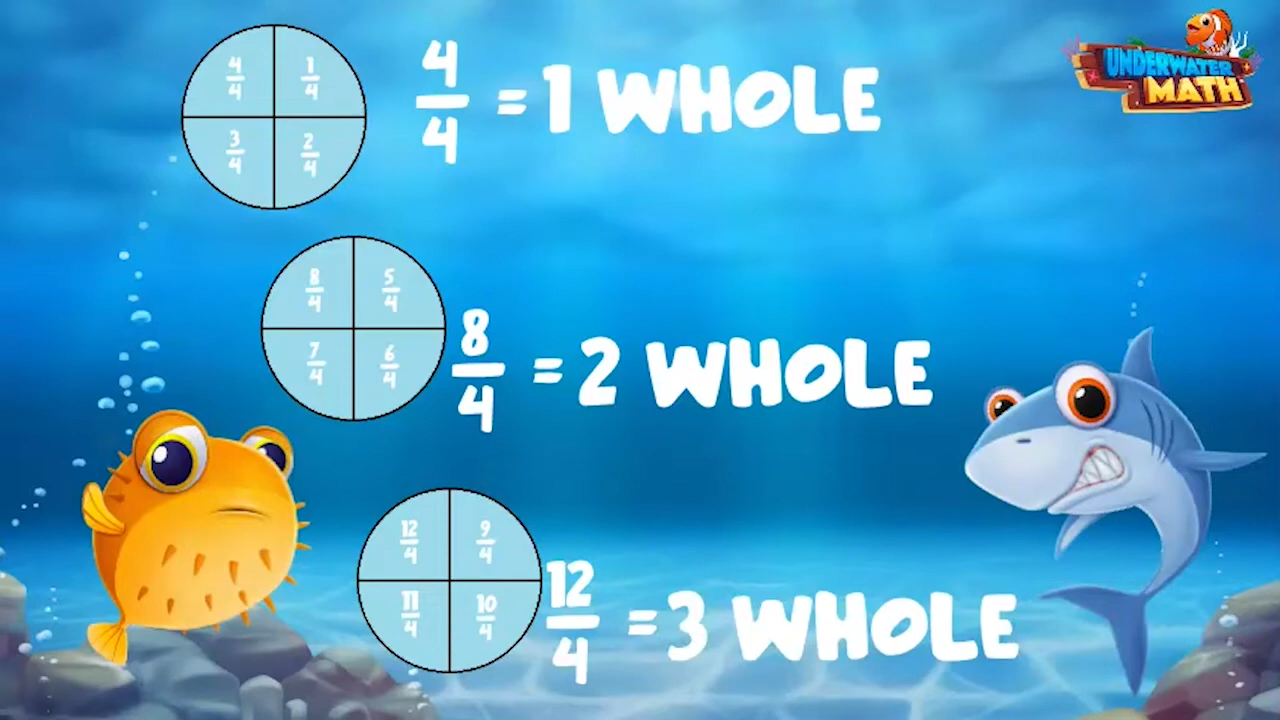 4/4 1/4
3/4 2/4
4/4 = 1 WHOLE
UNDERWATER
MATH
8/4 5/4
7/4 6/4
8/4 = 2 WHOLE
12/4 9/4
11/4 10/4
12/4 = 3 WHOLE